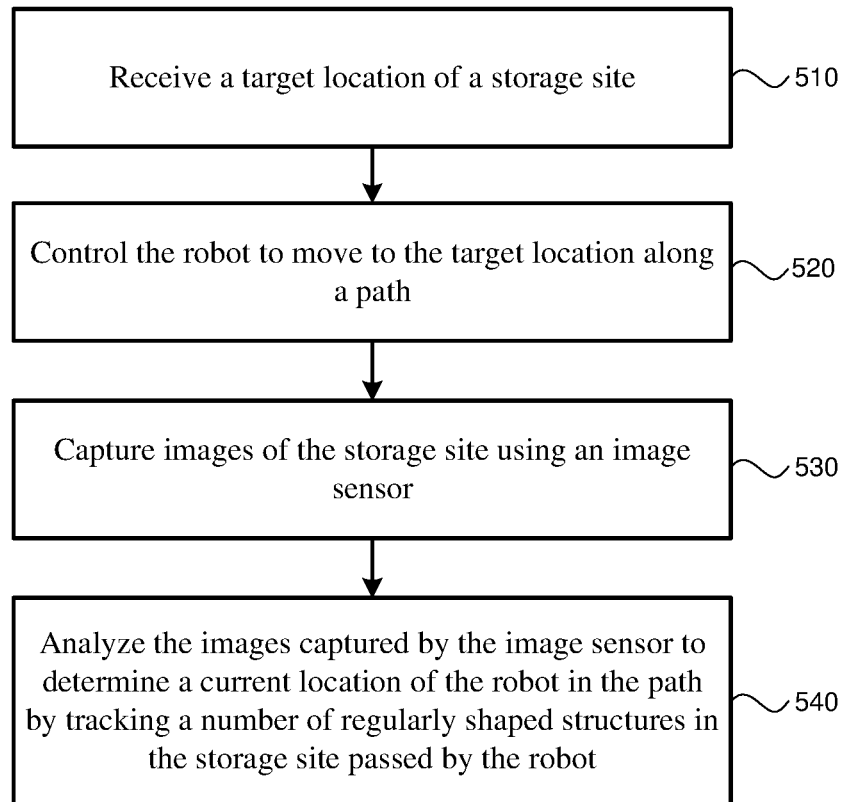 Receive a target location of a storage site
510
Control the robot to move to the target location along
a path
520
Capture images of the storage site using an image
sensor
530
Analyze the images captured by the image sensor to
determine a current location of the robot in the path
by tracking a number of regularly shaped structures in
the storage site passed by the robot
540